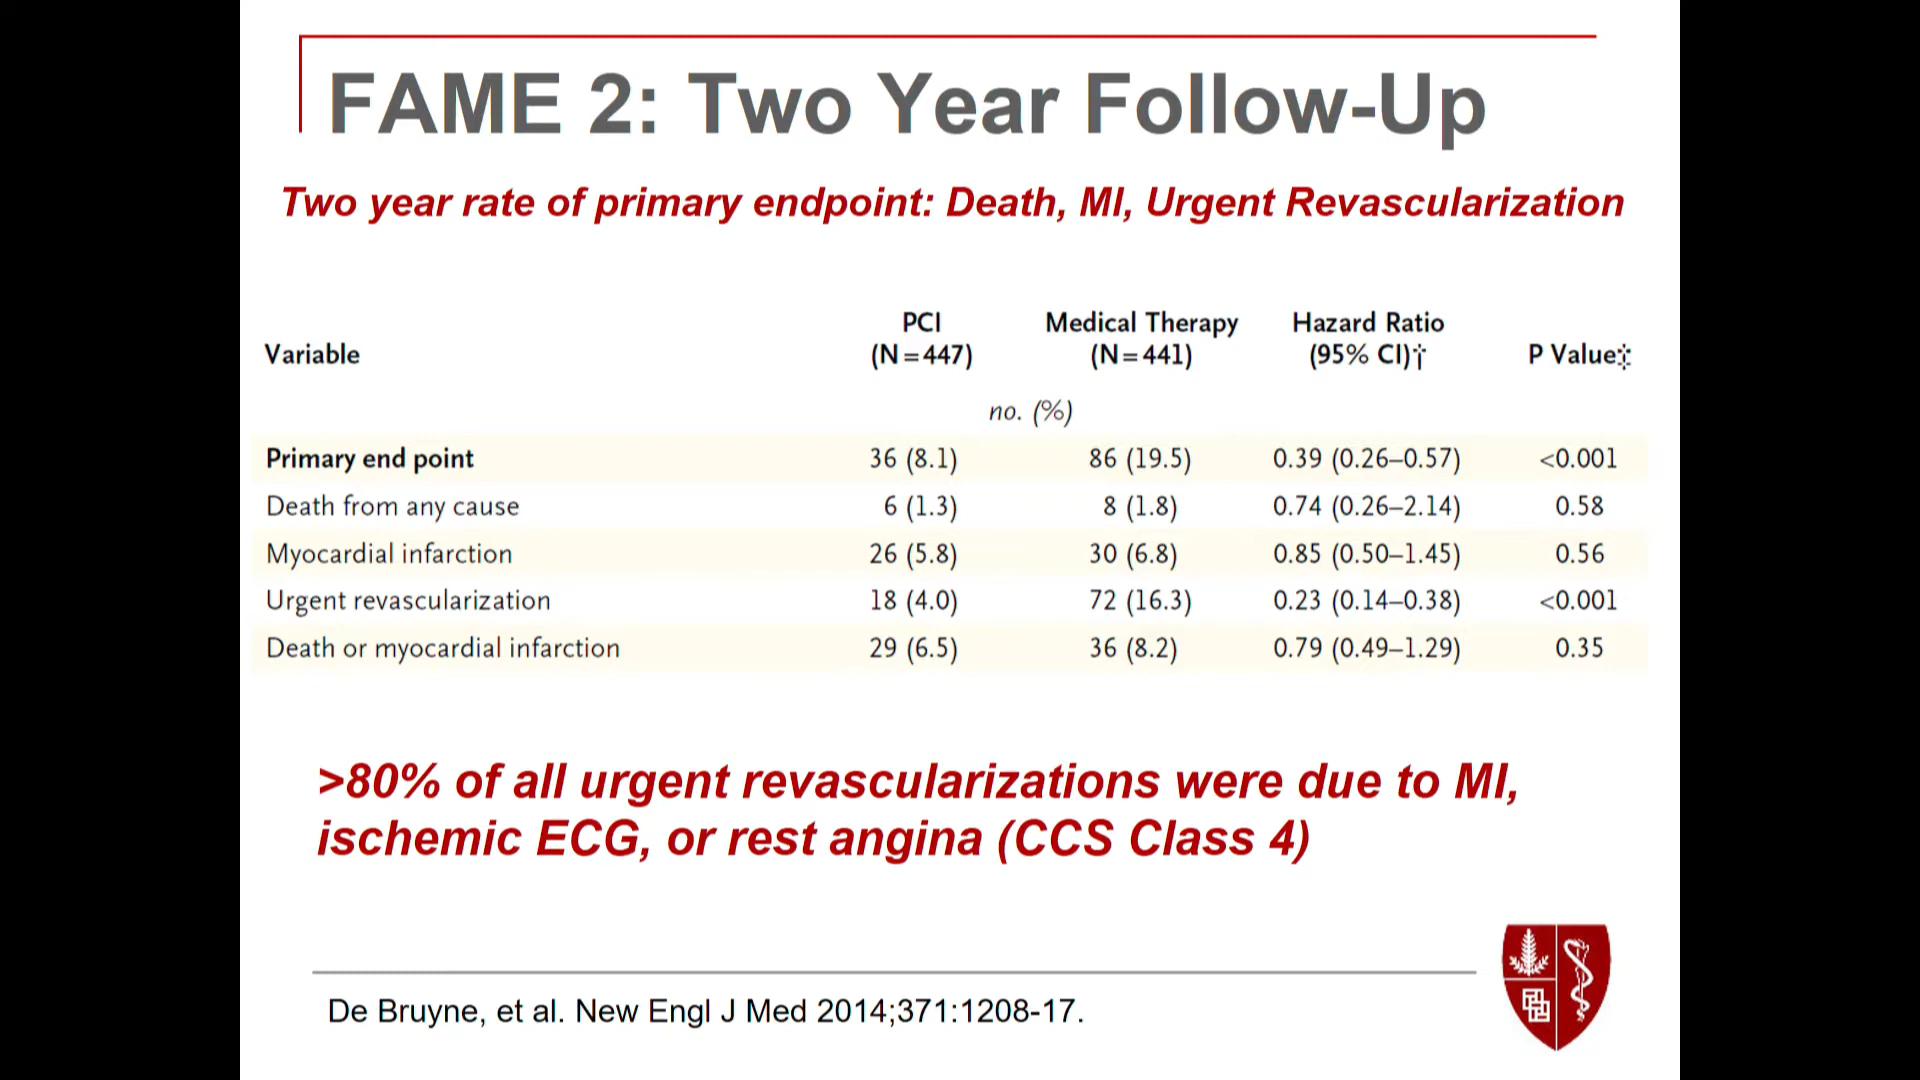 FAME 2: Two Year Follow-Up
Two year rate of primary endpoint: Death, MI, Urgent Revascularization
Variable PCI (N=447) Medical Therapy (N=441) Hazard Ratio (95% CI)† P Value‡
no. (%)
Primary end point 36 (8.1) 86 (19.5) 0.39 (0.26–0.57) <0.001
Death from any cause 6 (1.3) 8 (1.8) 0.74 (0.26–2.14) 0.58
Myocardial infarction 26 (5.8) 30 (6.8) 0.85 (0.50–1.45) 0.56
Urgent revascularization 18 (4.0) 72 (16.3) 0.23 (0.14–0.38) <0.001
Death or myocardial infarction 29 (6.5) 36 (8.2) 0.79 (0.49–1.29) 0.35
>80% of all urgent revascularizations were due to MI,
ischemic ECG, or rest angina (CCS Class 4)
De Bruyne, et al. New Engl J Med 2014;371:1208-17.